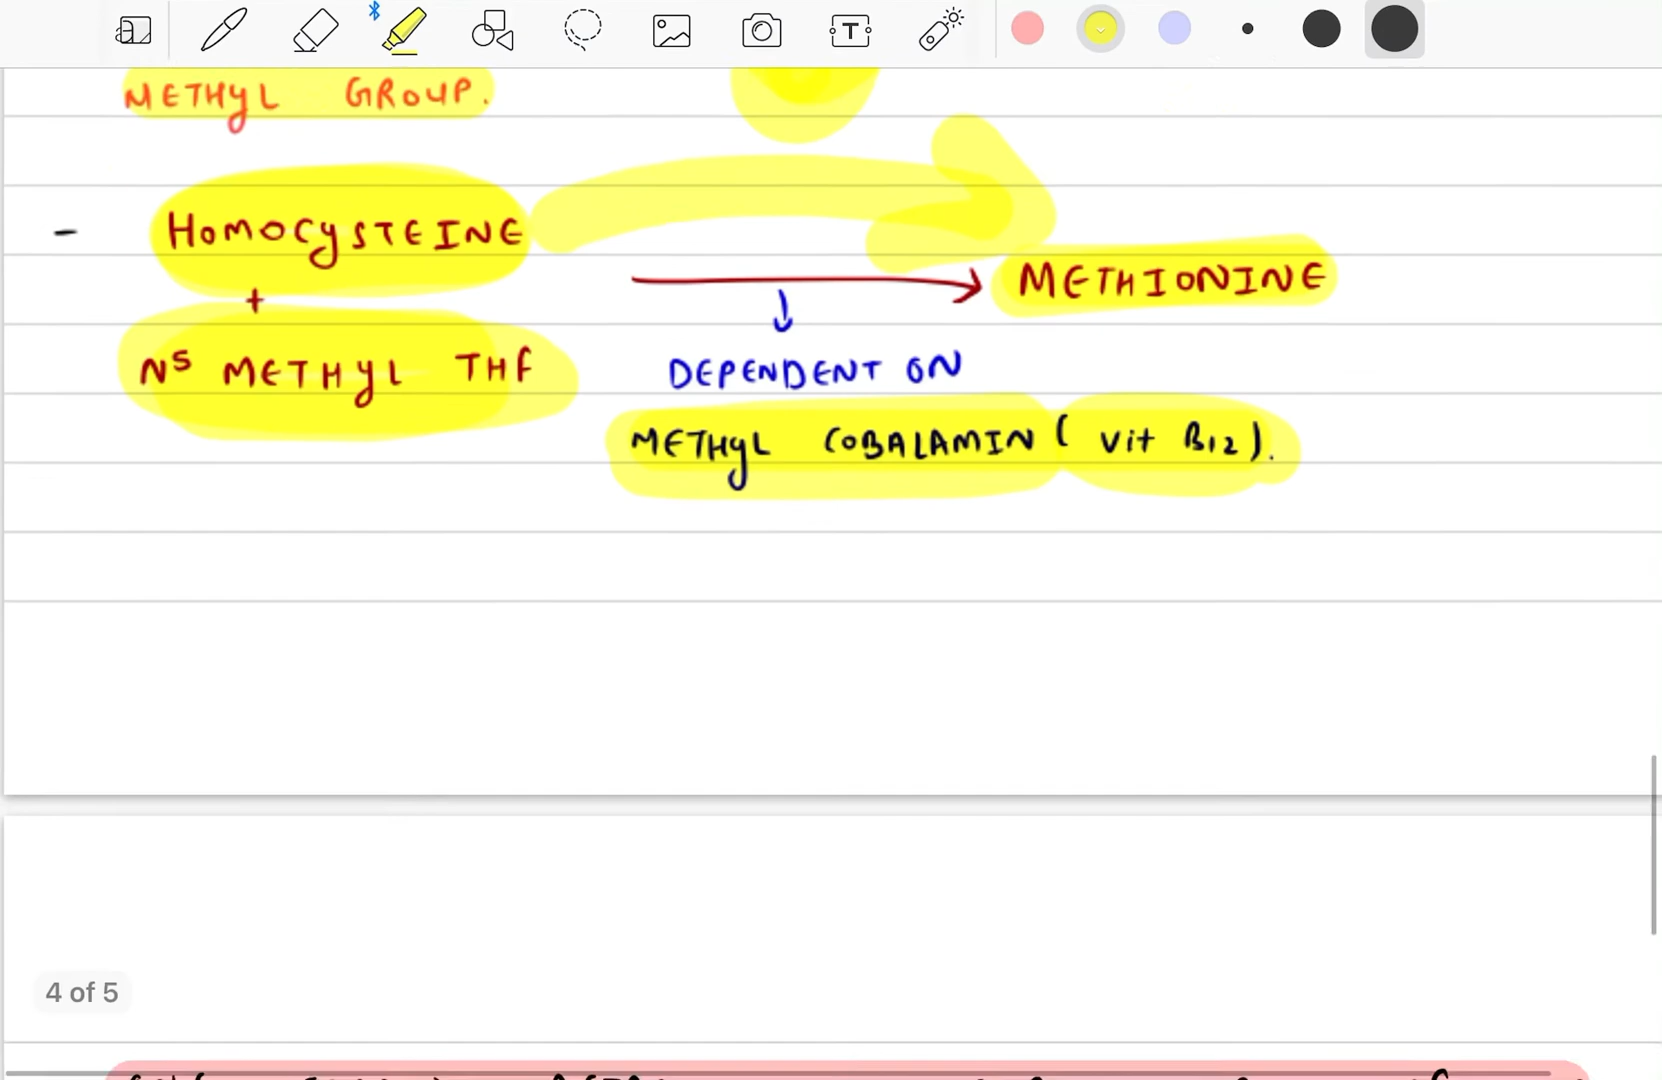 METHYL GROUP.
- HOMOCYSTEINE
+
→ METHIONINE
↓
N5 METHYL THF
DEPENDENT ON
METHYL COBALAMIN ( Vit B12).
4 of 5